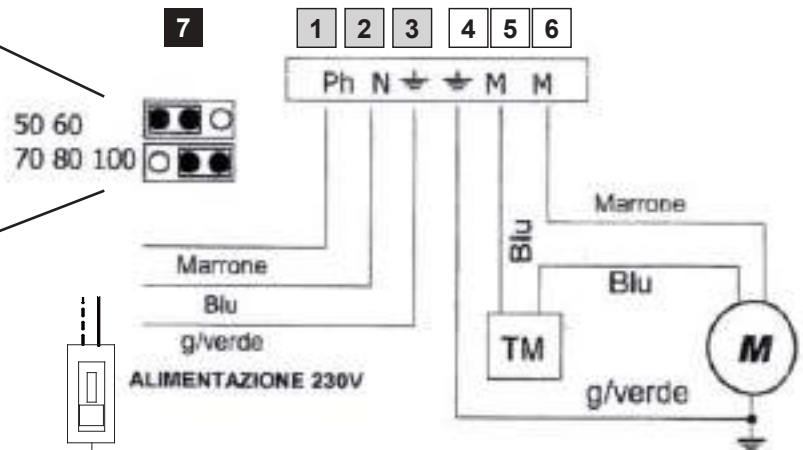 7 1 2 3 4 5 6
Ph N M M
50 60
70 80 100
Marrone
Blu
Marrone
Blu
Blu
g/verde
TM
M
ALIMENTAZIONE 230V
g/verde